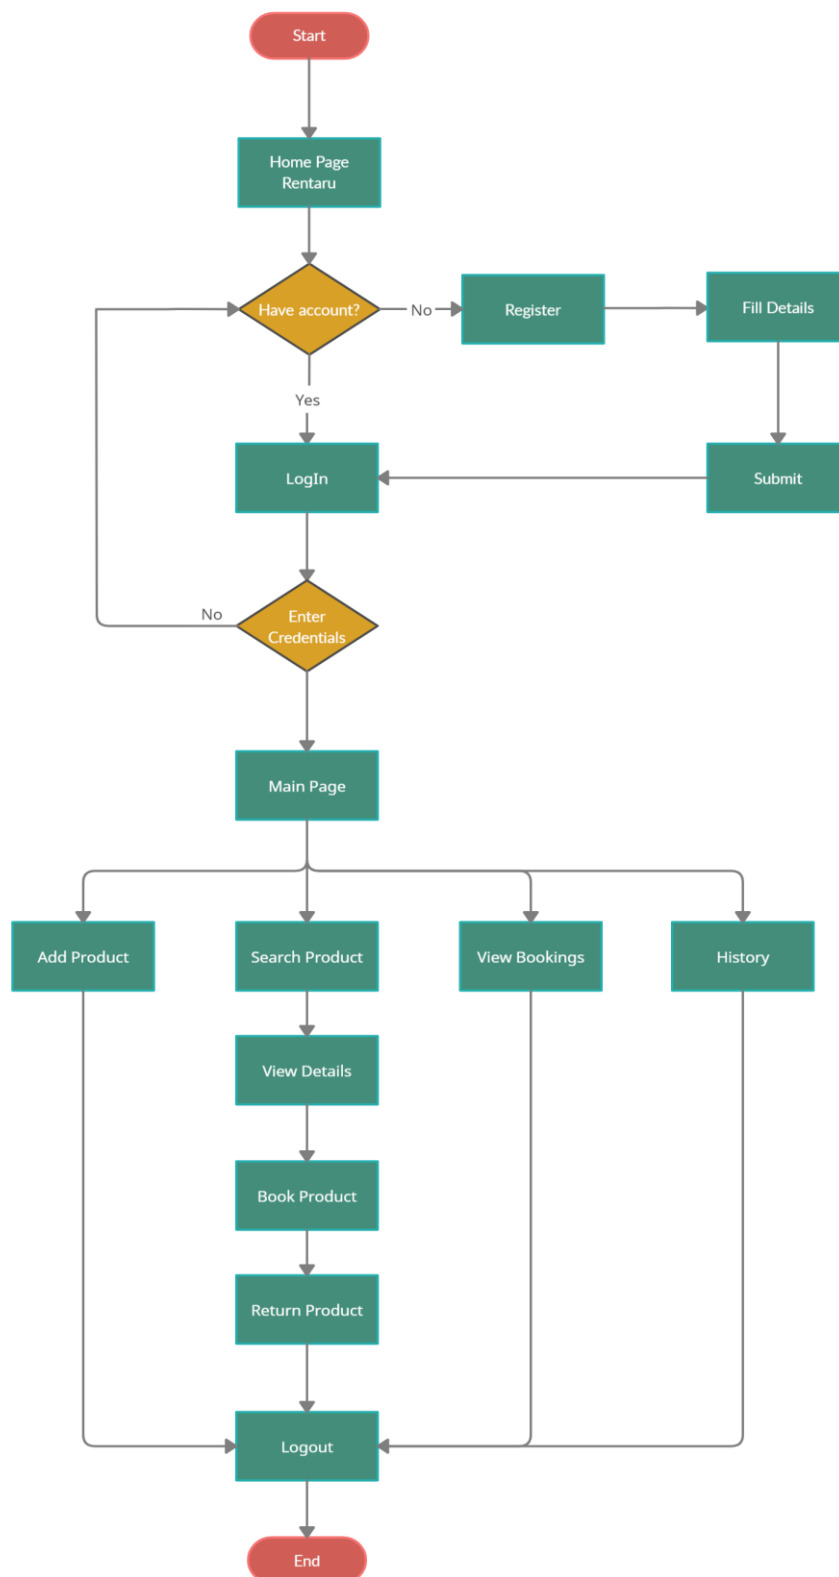 Start
Home Page
Rentaru
Have account?
No
Register
Fill Details
Yes
LogIn
Submit
No
Enter
Credentials
Main Page
Add Product
Search Product
View Bookings
History
View Details
Book Product
Return Product
Logout
End